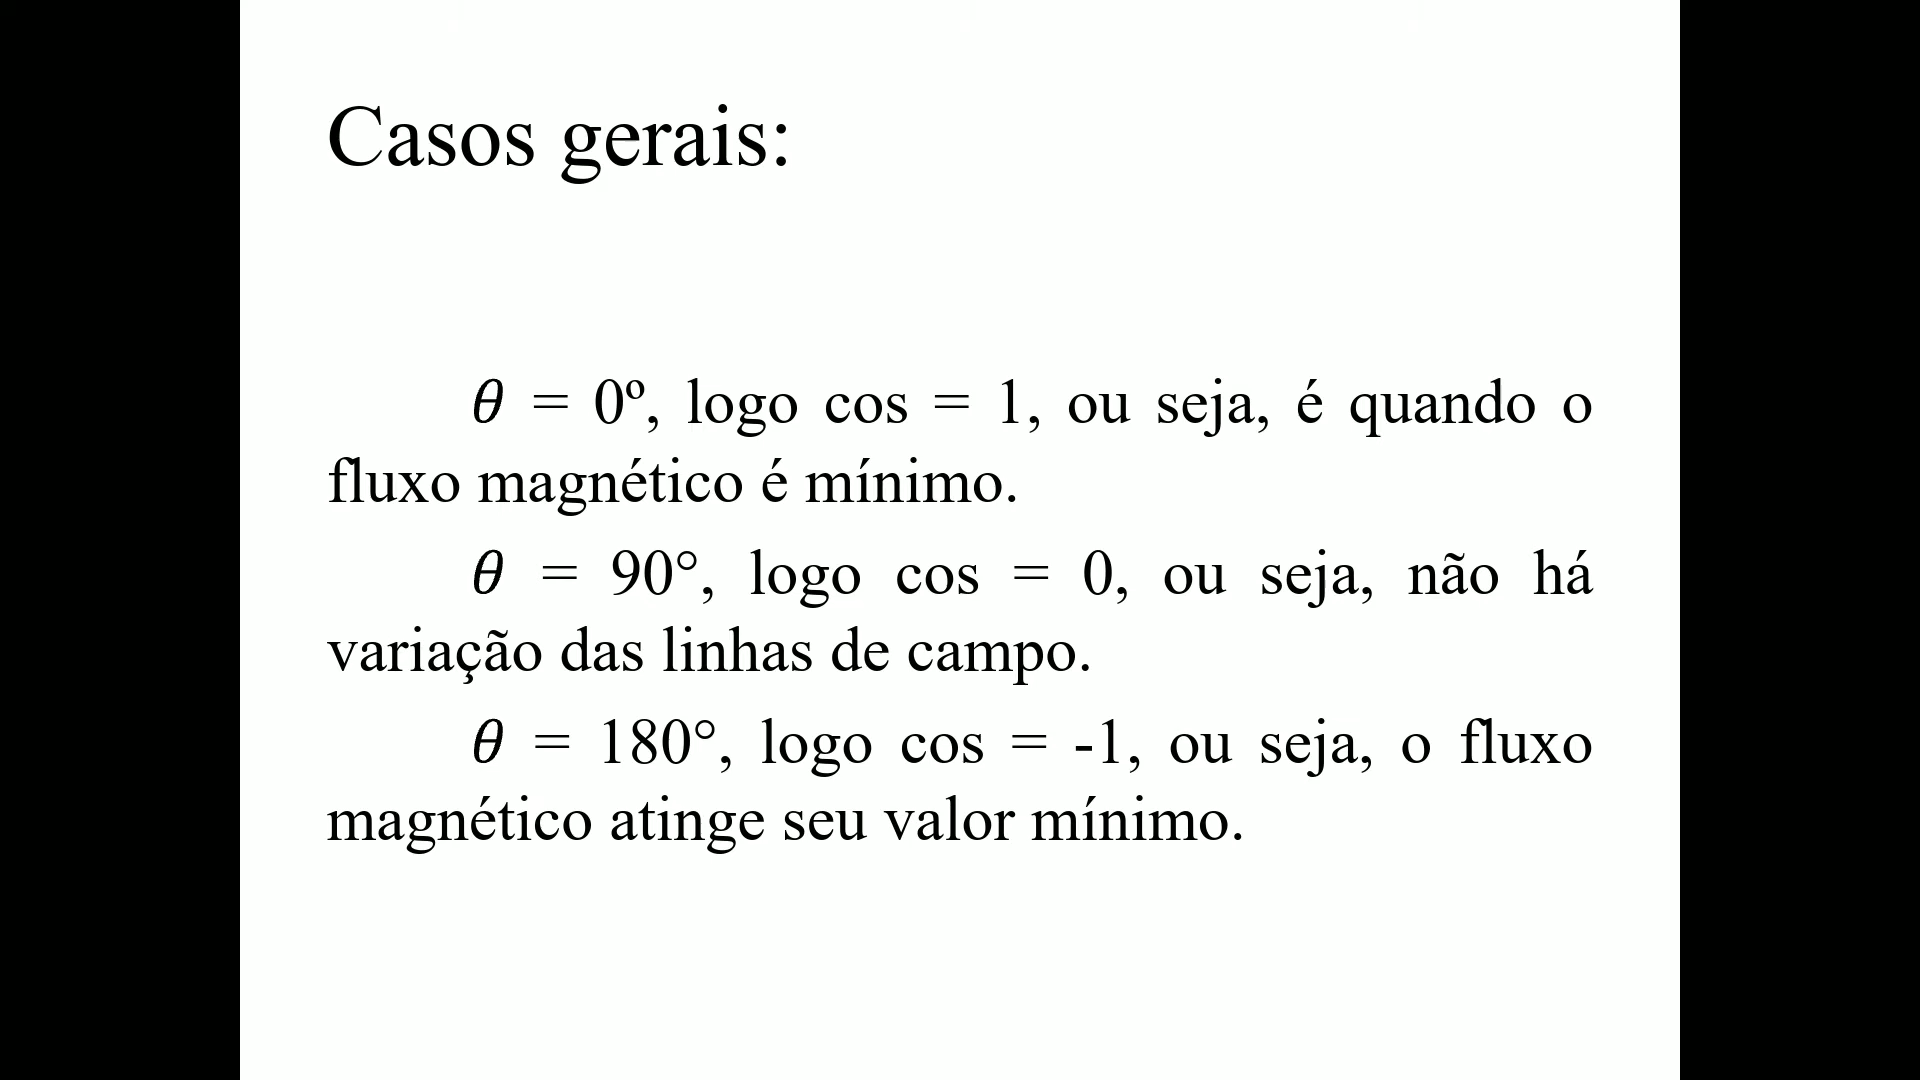 Casos gerais:
θ = 0º, logo cos = 1, ou seja, é quando o
fluxo magnético é mínimo.
θ = 90°, logo cos = 0, ou seja, não há
variação das linhas de campo.
θ = 180°, logo cos = -1, ou seja, o fluxo
magnético atinge seu valor mínimo.